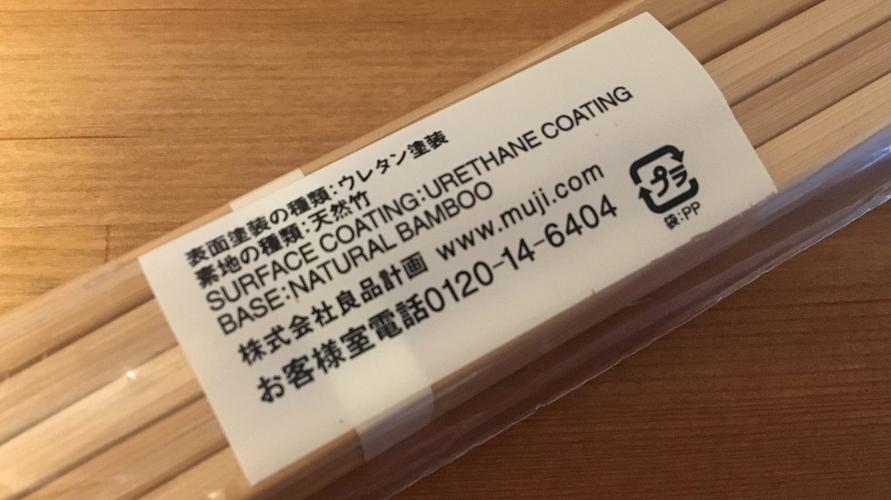 表面塗装の種類:ウレタン塗装
素地の種類:天然竹
SURFACE COATING:URETHANE COATING
BASE:NATURAL BAMBOO
株式会社良品計画 www.muji.com
お客様室電話0120-14-6404
プラ
袋:PP